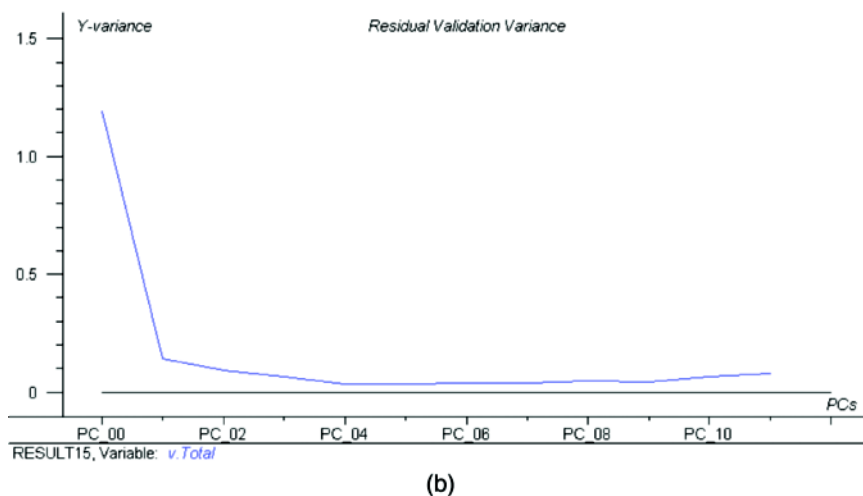 Y-variance
Residual Validation Variance
1.5
1.0
0.5
0
PCs
PC_00
PC_02
PC_04
PC_06
PC_08
PC_10
RESULT15, Variable: v.Total
(b)